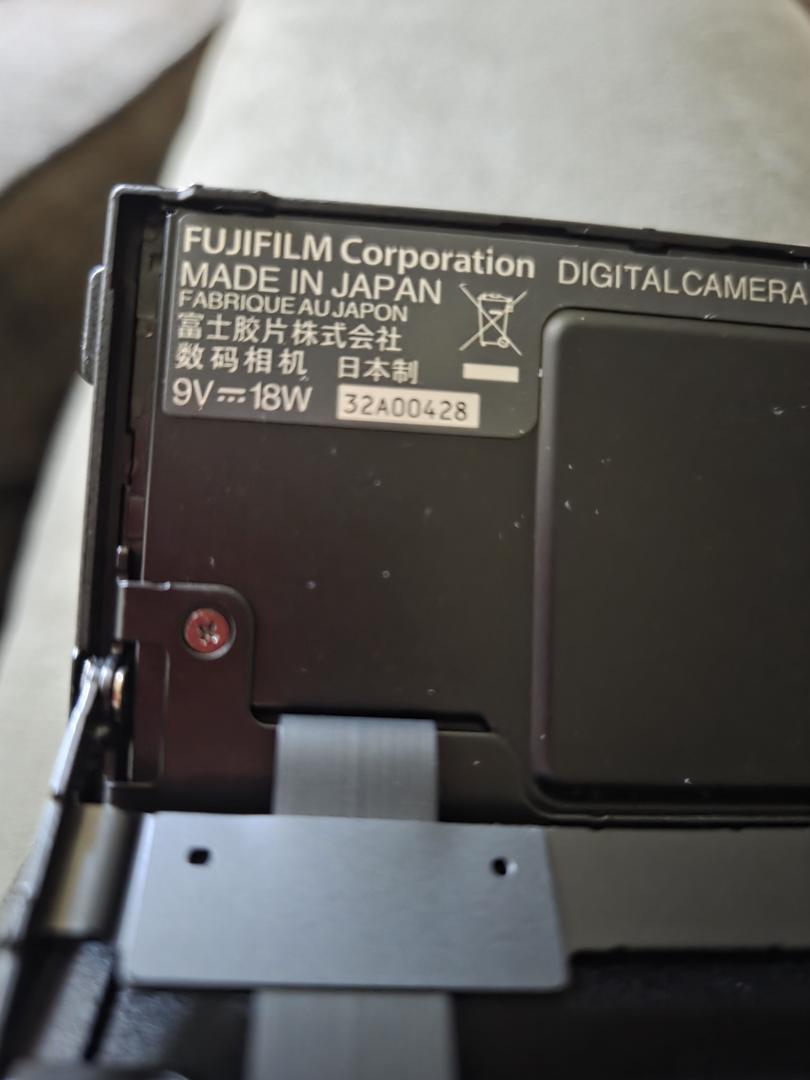 FUJIFILM Corporation
DIGITAL CAMERA
MADE IN JAPAN
FABRIQUE AU JAPON
富士胶片株式会社
数码相机 日本制
9V⎓18W
32A00428